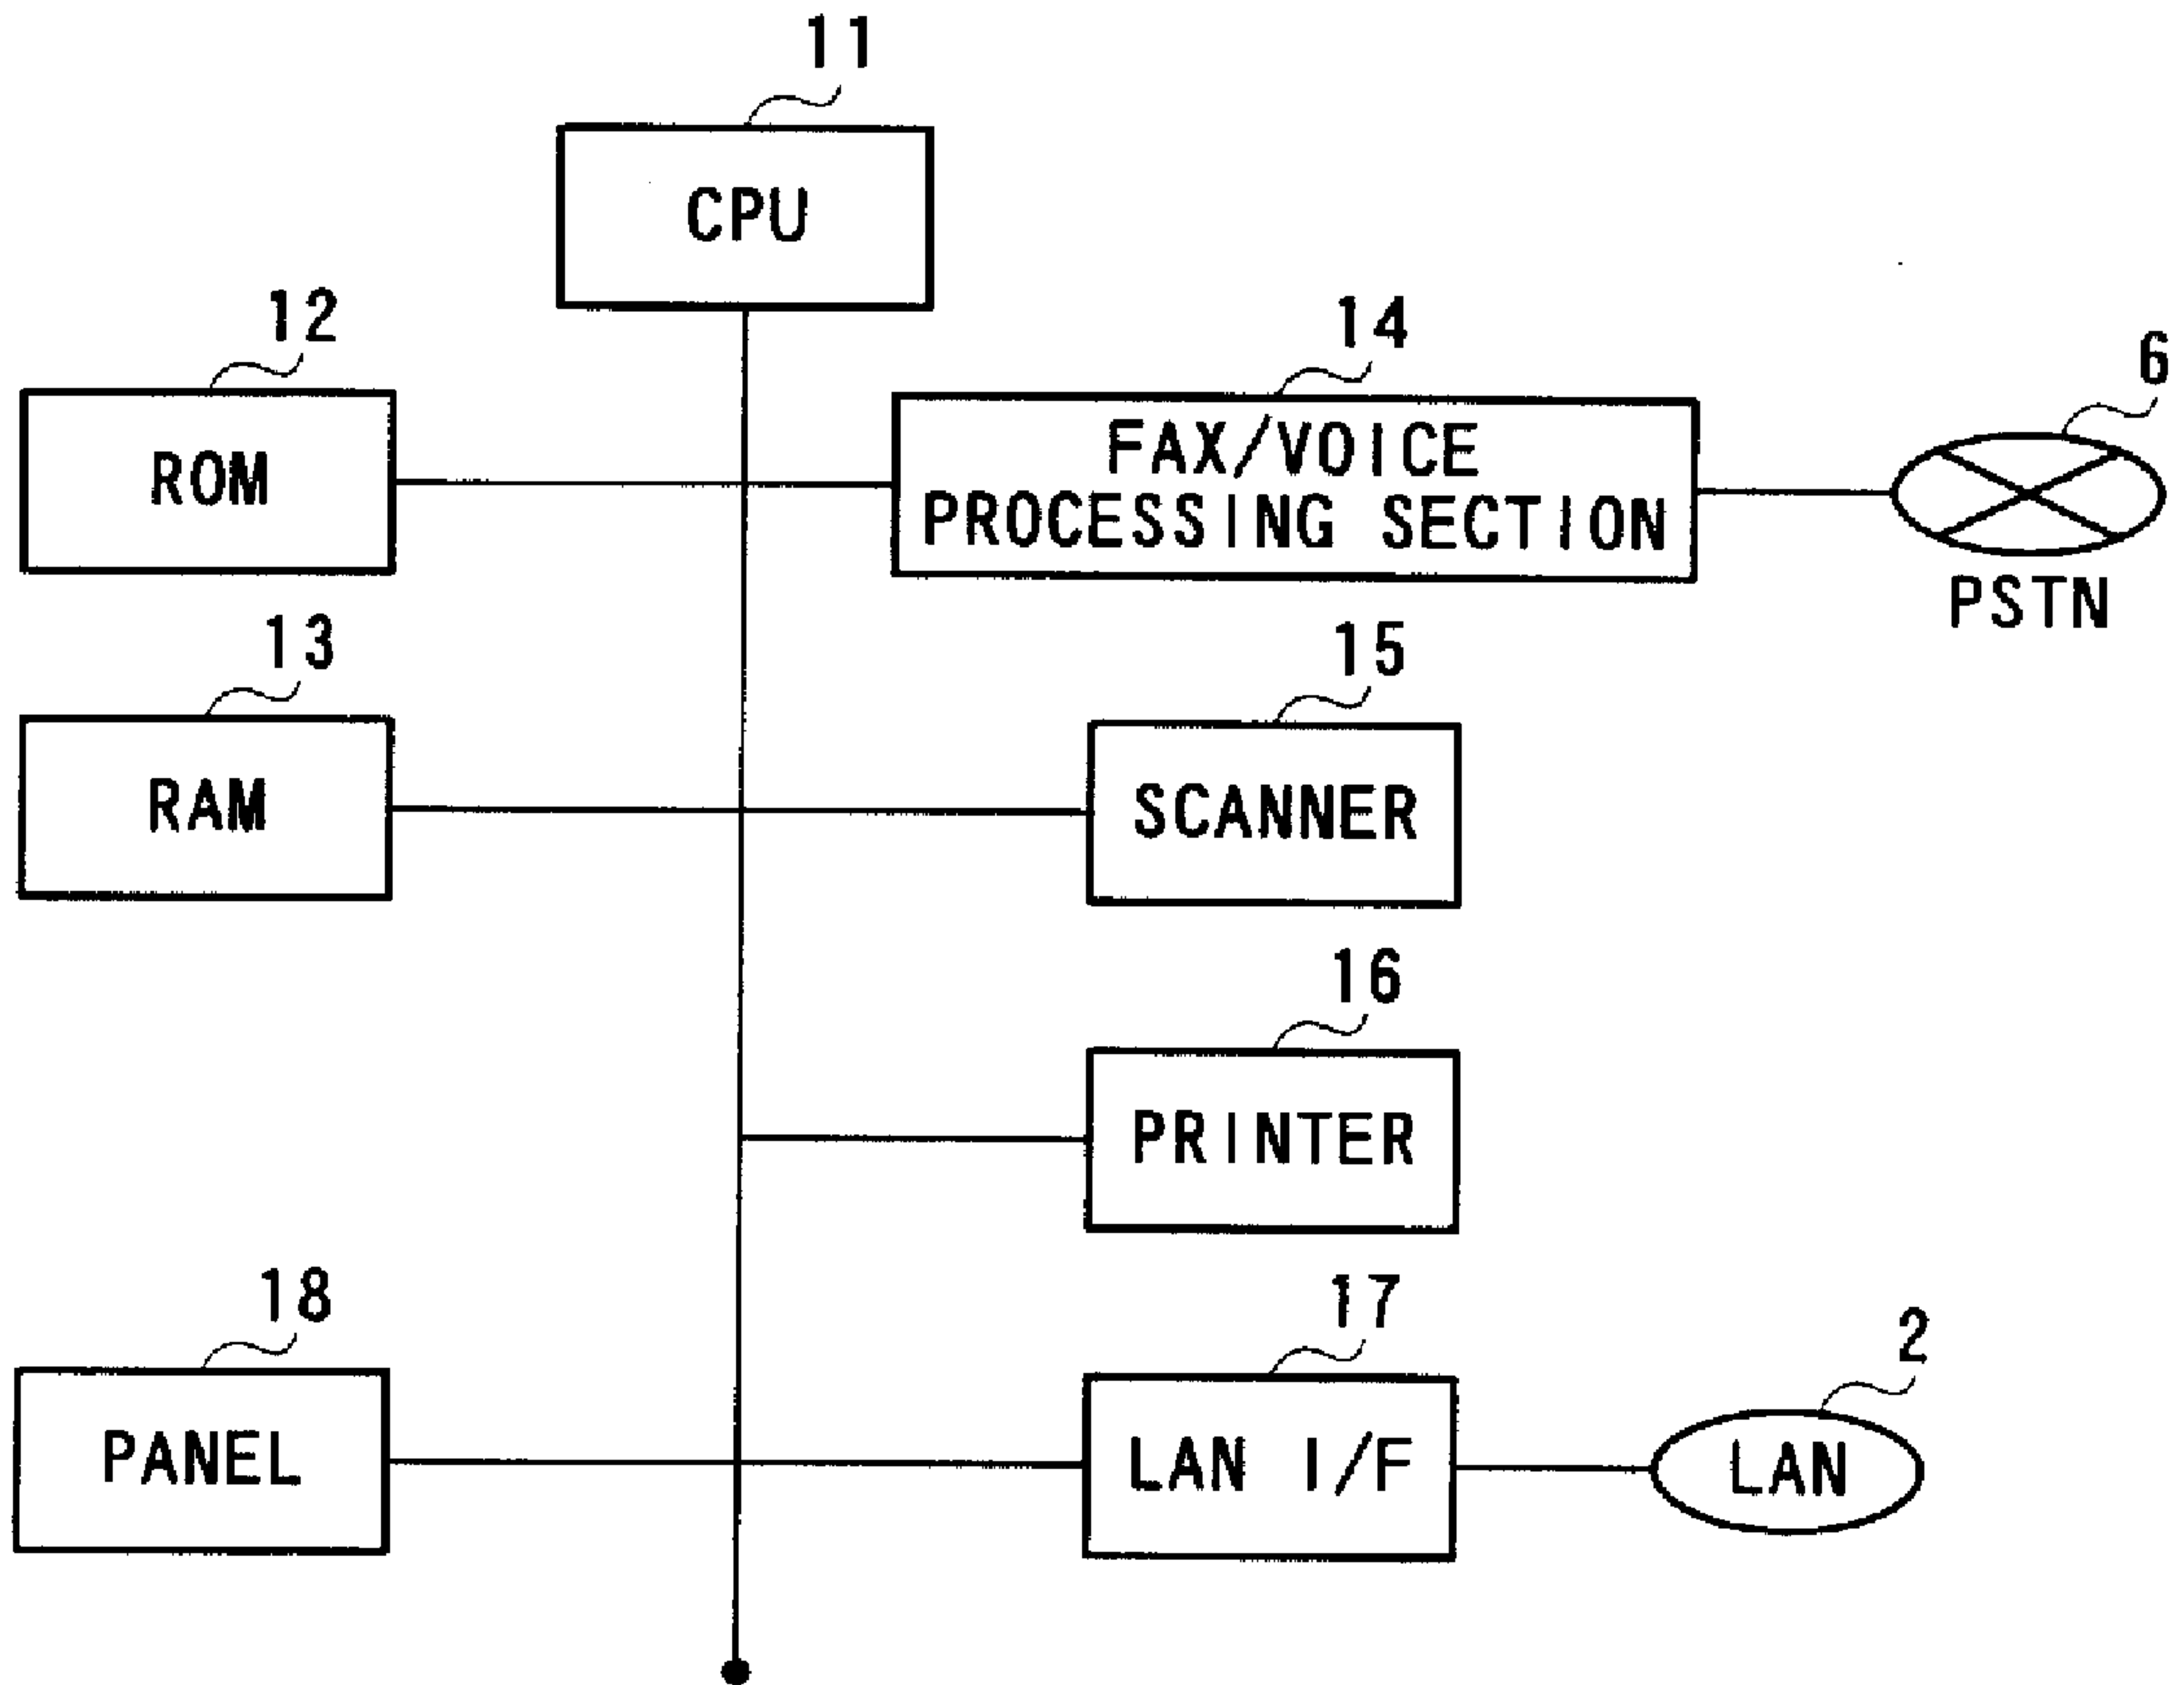 11
CPU
12
ROM
14
FAX/VOICE
PROCESSING SECTION
6
PSTN
13
RAM
15
SCANNER
16
PRINTER
18
PANEL
17
LAN I/F
2
LAN